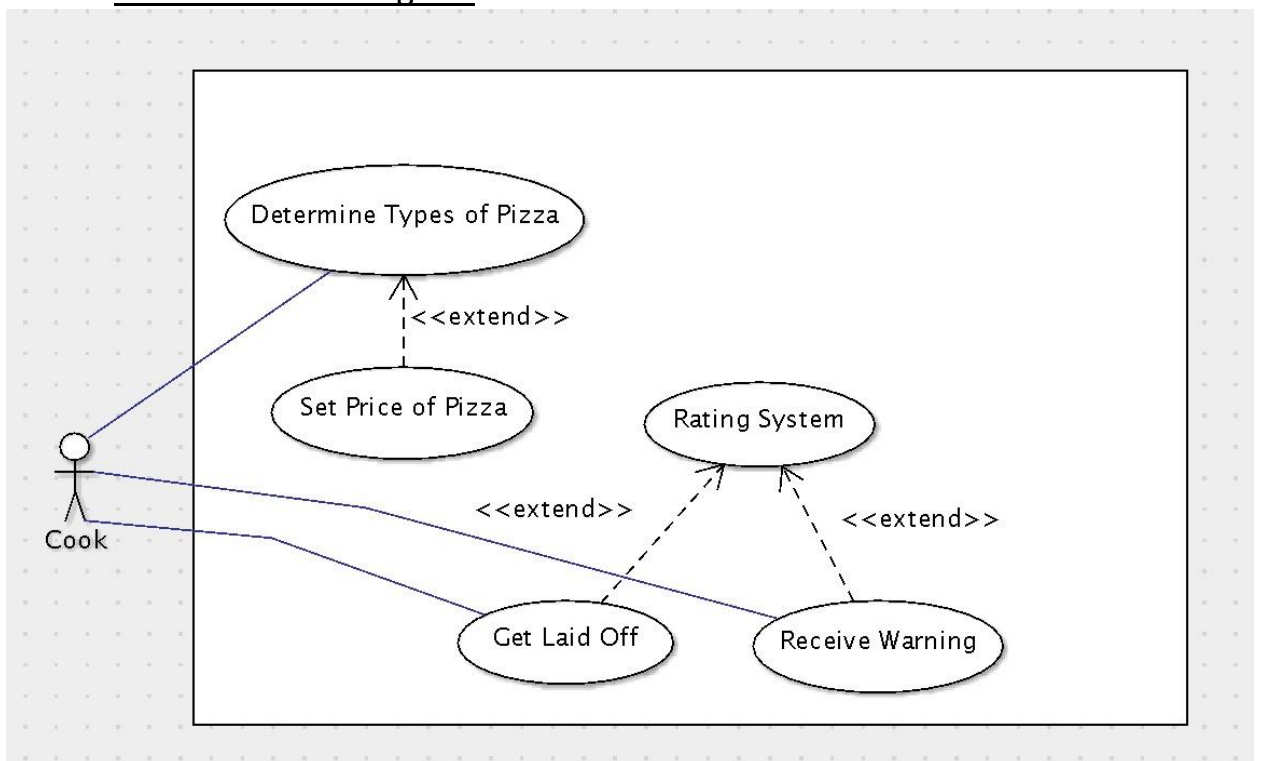 Determine Types of Pizza
<<extend>>
Set Price of Pizza
Rating System
<<extend>>
<<extend>>
Cook
Get Laid Off
Receive Warning